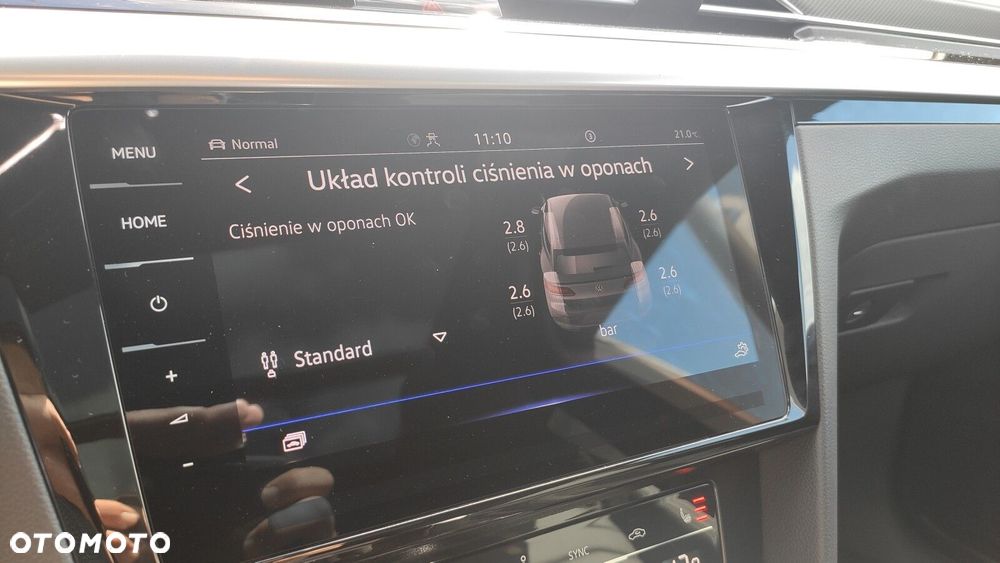 MENU
HOME
Normal
11:10
3
21.0°C
Układ kontroli ciśnienia w oponach
Ciśnienie w oponach OK
2.8
(2.6)
2.6
(2.6)
2.6
(2.6)
2.6
(2.6)
bar
Standard
+
-
SYNC
OTOMOTO